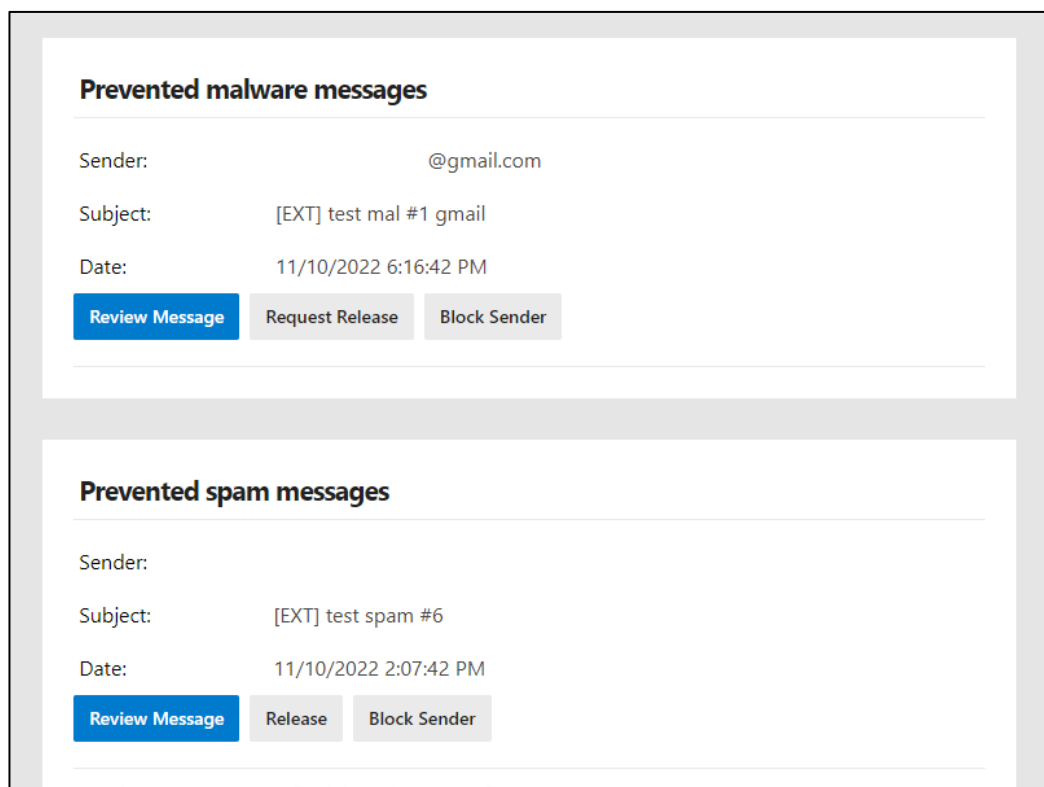 Prevented malware messages
Sender: @gmail.com
Subject: [EXT] test mal #1 gmail
Date: 11/10/2022 6:16:42 PM
Review Message Request Release Block Sender
Prevented spam messages
Sender:
Subject: [EXT] test spam #6
Date: 11/10/2022 2:07:42 PM
Review Message Release Block Sender